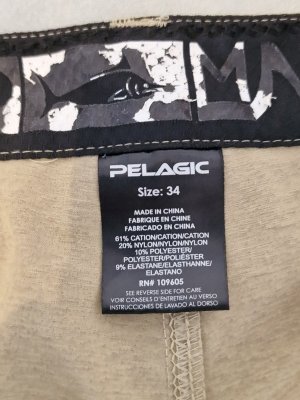 MA
PELAGIC
Size: 34
MADE IN CHINA
FABRIQUE EN CHINE
FABRICADO EN CHINA
61% CATION/CATION/CATION
20% NYLON/NYLON/NYLON
10% POLYESTER/
POLYESTER/POLIÉSTER
9% ELASTANE/ELASTHANNE/
ELASTANO
RN# 109605
SEE REVERSE SIDE FOR CARE
VOIR CONSEILS D'ENTRETIEN AU VERSO
INSTRUCCIONES DE LAVADO AL DORSO